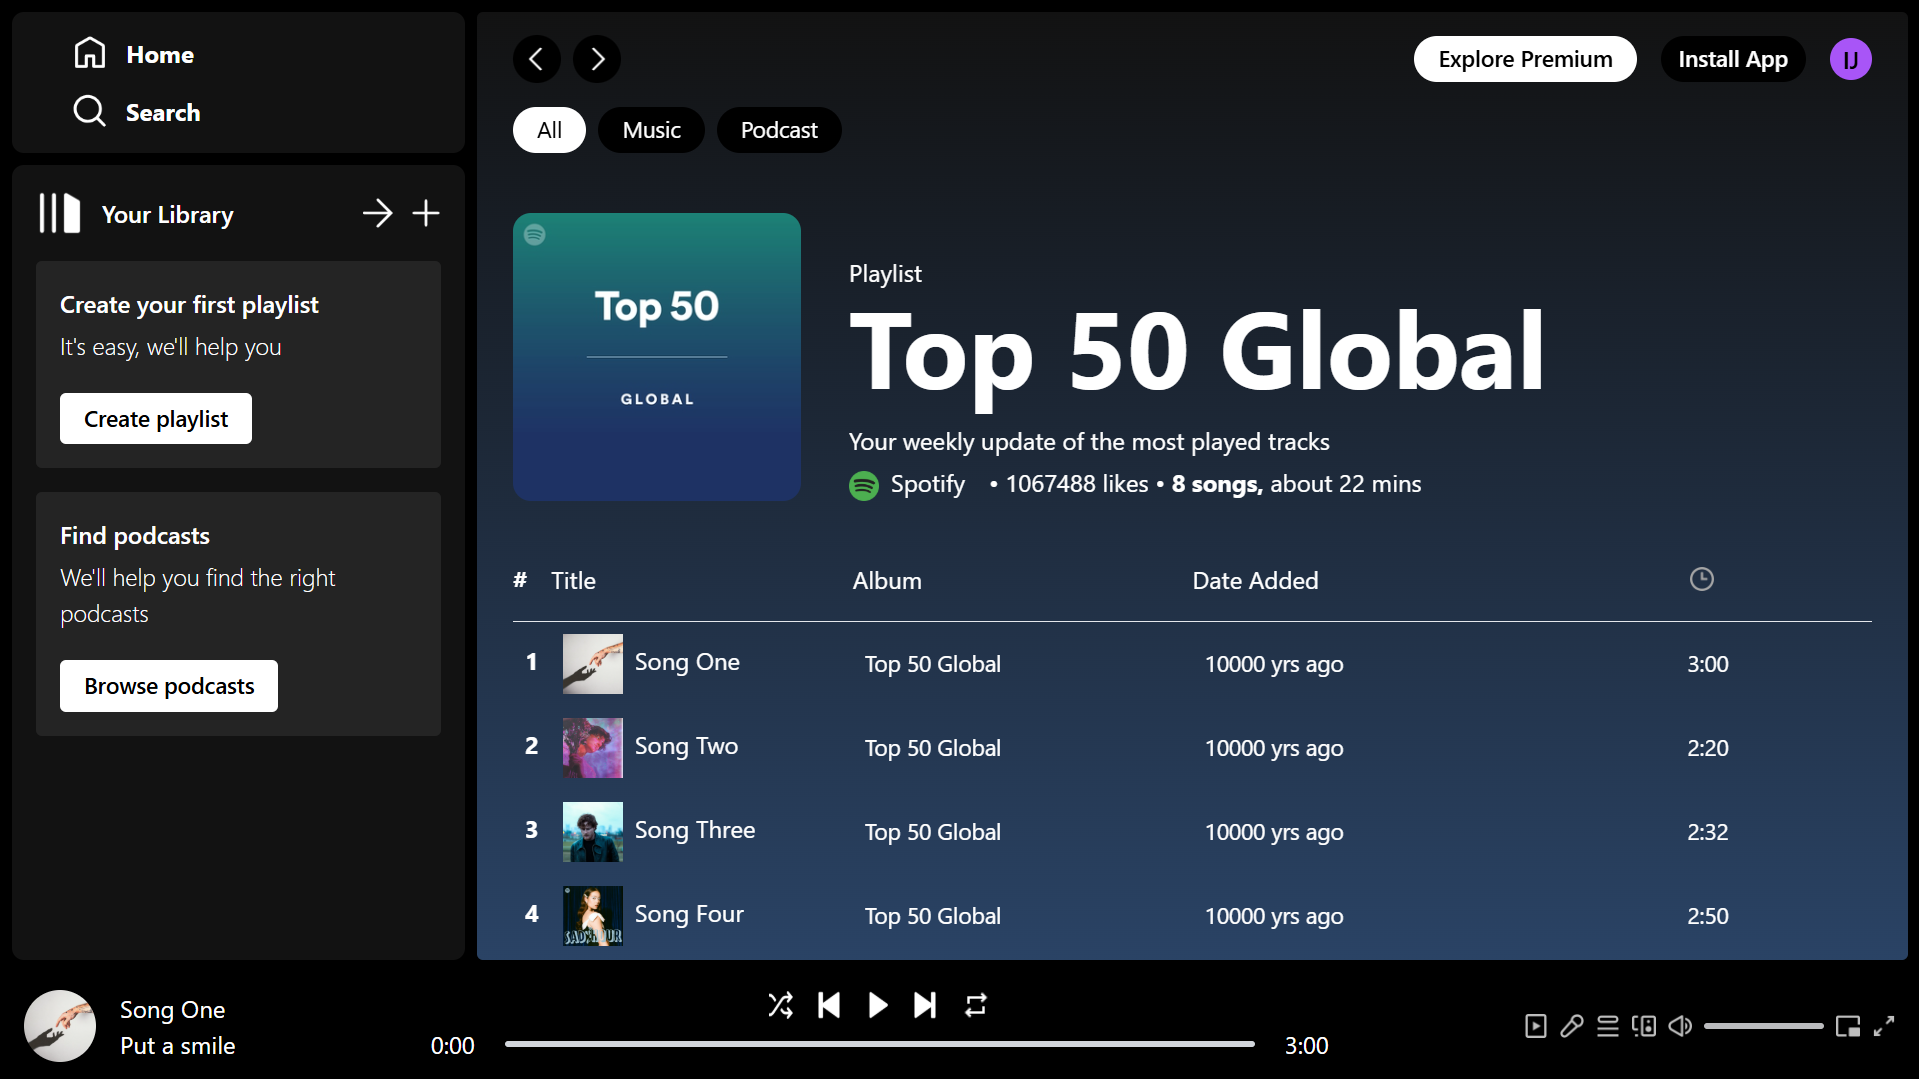 Home
Search
Your Library
Create your first playlist
It's easy, we'll help you
Create playlist
Find podcasts
We'll help you find the right
podcasts
Browse podcasts
Explore Premium
Install App
IJ
All
Music
Podcast
Top 50
GLOBAL
Playlist
Top 50 Global
Your weekly update of the most played tracks
Spotify • 1067488 likes • 8 songs, about 22 mins
# Title Album Date Added
1 Song One Top 50 Global 10000 yrs ago 3:00
2 Song Two Top 50 Global 10000 yrs ago 2:20
3 Song Three Top 50 Global 10000 yrs ago 2:32
4 Song Four Top 50 Global 10000 yrs ago 2:50
Song One
Put a smile
0:00
3:00